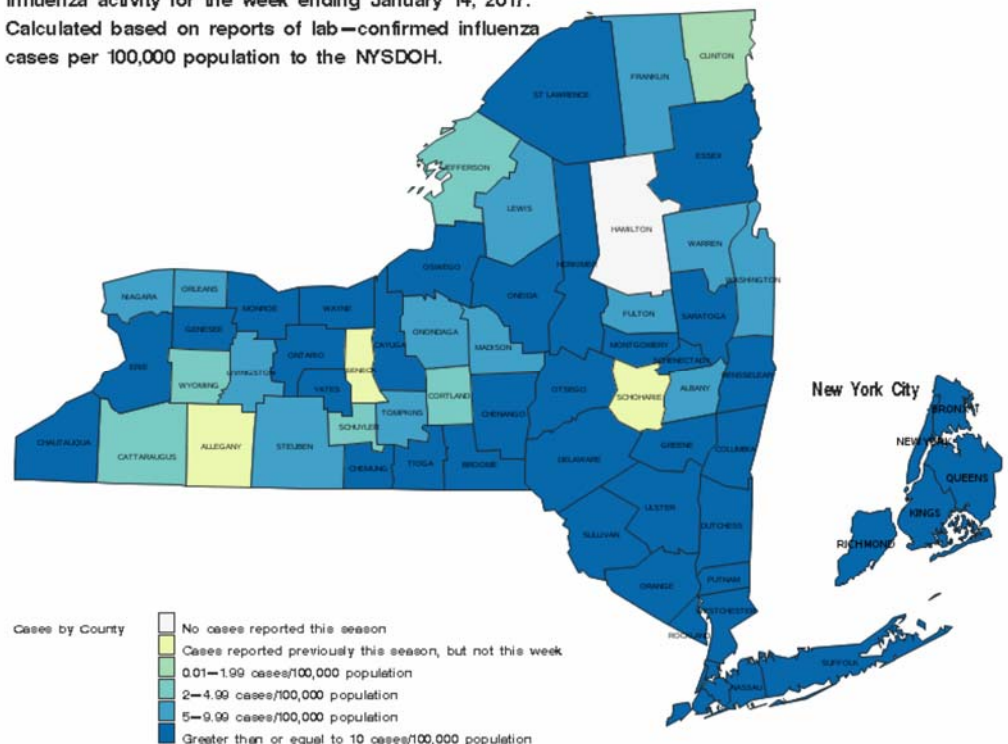 Influenza activity for the week ending January 14, 2017.
Calculated based on reports of lab-confirmed influenza
cases per 100,000 population to the NYSDOH.
CLINTON
FRANKLIN
ST LAWRENCE
ESSEX
JEFFERSON
LEWIS
HAMILTON
WARREN
OSWEGO
HERKIMER
WASHINGTON
NIAGARA
ORLEANS
ONEIDA
MONROE
WAYNE
FULTON
SARATOGA
GENESEE
ONONDAGA
MADISON
MONTGOMERY
ONTARIO
CAYUGA
SCHENECTADY
ERIE
SENECA
LIVINGSTON
RENSSELAER
WYOMING
YATES
OTSEGO
ALBANY
CORTLAND
SCHOHARIE
New York City
TOMPKINS
CHENANGO
BRONX
SCHUYLER
CHAUTAUQUA
ALLEGANY
STEUBEN
GREENE
NEW YORK
CATTARAUGUS
COLUMBIA
DELAWARE
TIOGA
BROOME
CHEMUNG
QUEENS
ULSTER
KINGS
DUTCHESS
SULLIVAN
RICHMOND
PUTNAM
ORANGE
WESTCHESTER
ROCKLAND
SUFFOLK
NASSAU
Cases by County
No cases reported this season
Cases reported previously this season, but not this week
0.01-1.99 cases/100,000 population
2-4.99 cases/100,000 population
5-9.99 cases/100,000 population
Greater than or equal to 10 cases/100,000 population